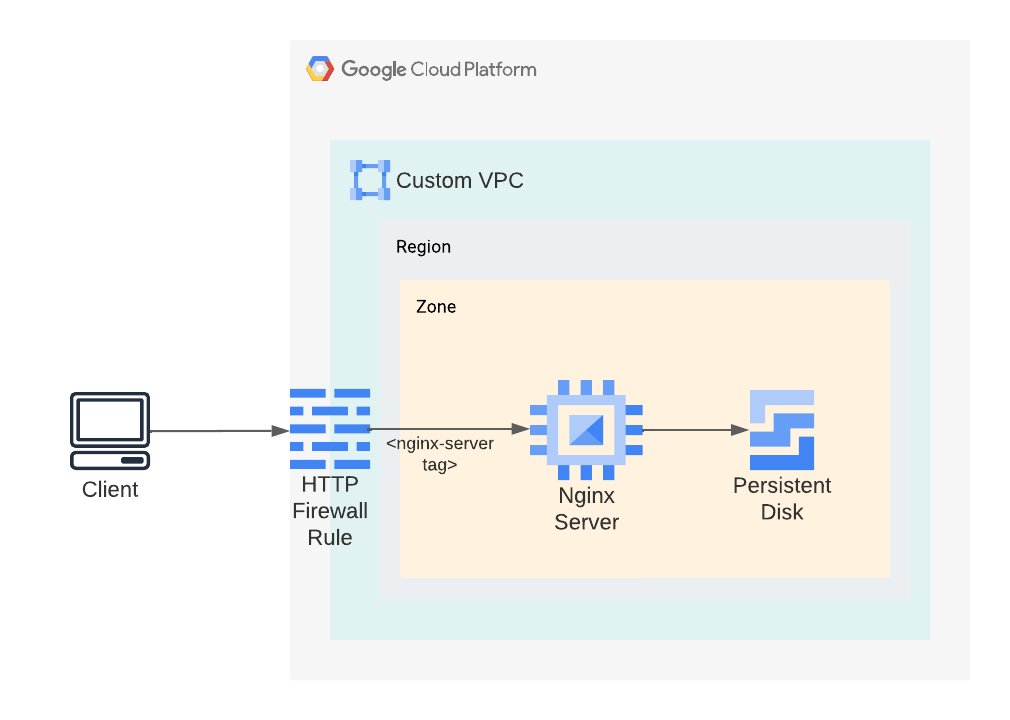 Google Cloud Platform
Custom VPC
Region
Zone
<nginx-server
tag>
Client
HTTP
Firewall
Rule
Nginx
Server
Persistent
Disk